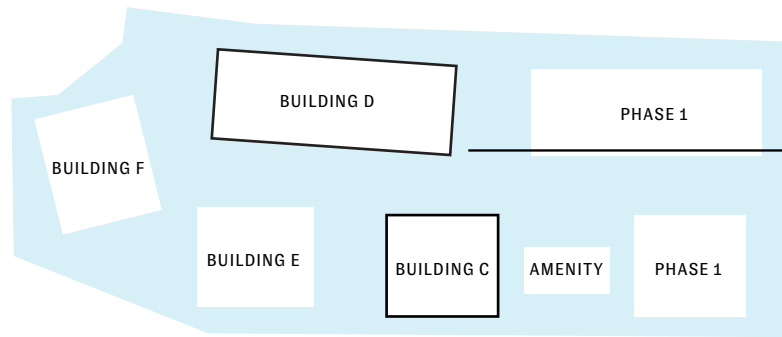 BUILDING D
PHASE 1
BUILDING F
BUILDING E
BUILDING C
AMENITY
PHASE 1